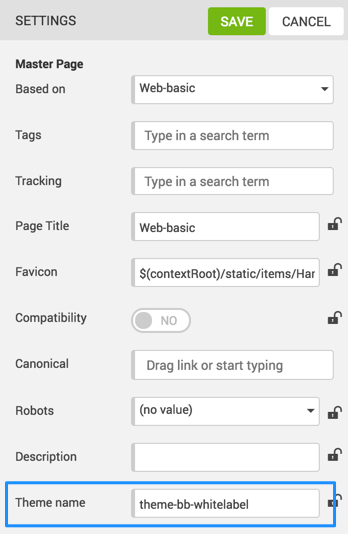 SETTINGS SAVE CANCEL
Master Page
Based on Web-basic
Tags Type in a search term
Tracking Type in a search term
Page Title Web-basic
Favicon $(contextRoot)/static/items/Har
Compatibility NO
Canonical Drag link or start typing
Robots (no value)
Description
Theme name theme-bb-whitelabel